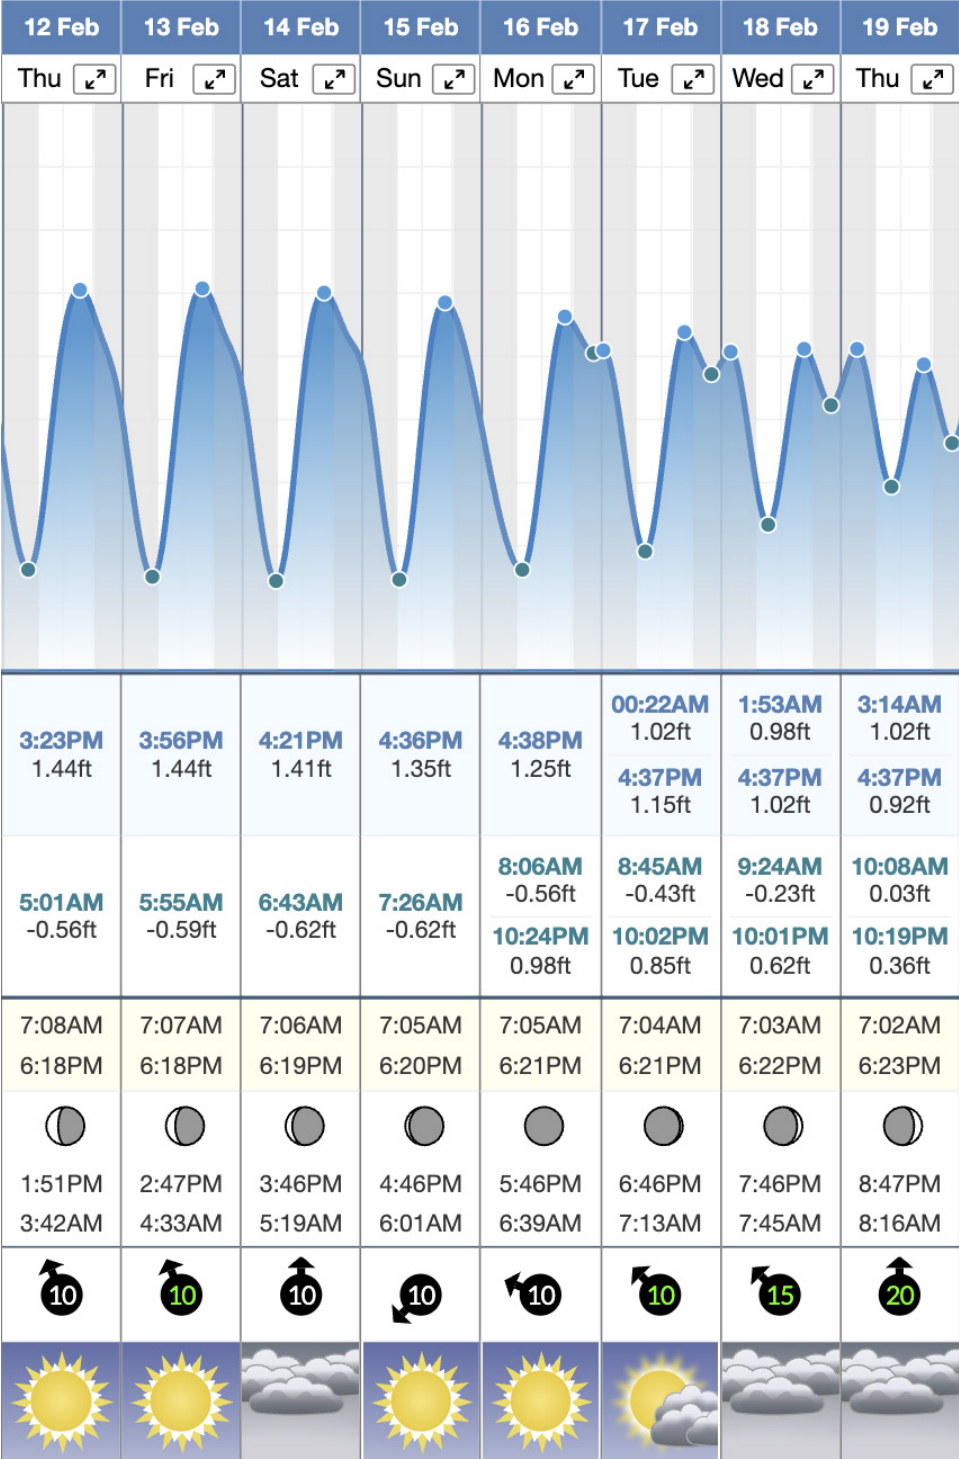 12 Feb 13 Feb 14 Feb 15 Feb 16 Feb 17 Feb 18 Feb 19 Feb
Thu Fri Sat Sun Mon Tue Wed Thu
00:22AM 1:53AM 3:14AM
1.02ft 0.98ft 1.02ft
3:23PM 3:56PM 4:21PM 4:36PM 4:38PM
1.44ft 1.44ft 1.41ft 1.35ft 1.25ft
4:37PM 4:37PM 4:37PM
1.15ft 1.02ft 0.92ft
8:06AM 8:45AM 9:24AM 10:08AM
-0.56ft -0.43ft -0.23ft 0.03ft
5:01AM 5:55AM 6:43AM 7:26AM
-0.56ft -0.59ft -0.62ft -0.62ft
10:24PM 10:02PM 10:01PM 10:19PM
0.98ft 0.85ft 0.62ft 0.36ft
7:08AM 7:07AM 7:06AM 7:05AM 7:05AM 7:04AM 7:03AM 7:02AM
6:18PM 6:18PM 6:19PM 6:20PM 6:21PM 6:21PM 6:22PM 6:23PM
1:51PM 2:47PM 3:46PM 4:46PM 5:46PM 6:46PM 7:46PM 8:47PM
3:42AM 4:33AM 5:19AM 6:01AM 6:39AM 7:13AM 7:45AM 8:16AM
10 10 10 10 10 10 15 20